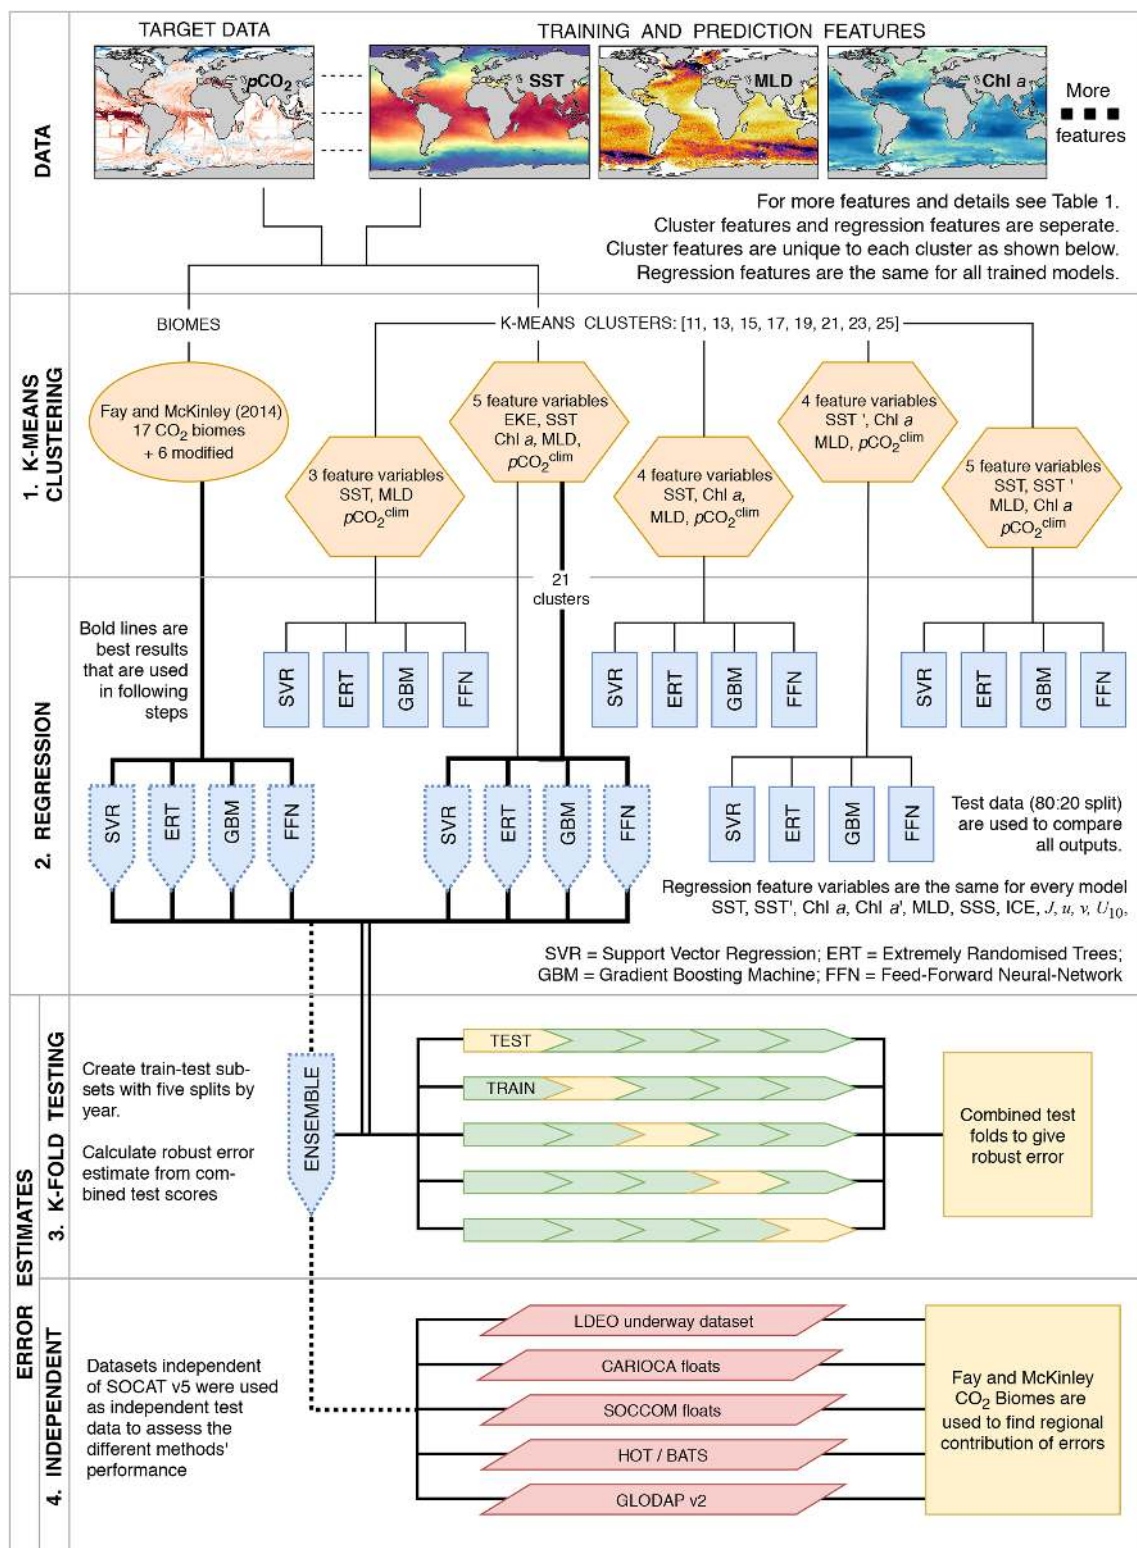 TARGET DATA
TRAINING AND PREDICTION FEATURES
pCO2
SST
MLD
Chl a
More
features
DATA
For more features and details see Table 1.
Cluster features and regression features are seperate.
Cluster features are unique to each cluster as shown below.
Regression features are the same for all trained models.
1. K-MEANS
CLUSTERING
BIOMES
K-MEANS CLUSTERS: [11, 13, 15, 17, 19, 21, 23, 25]
Fay and McKinley (2014)
17 CO2 biomes
+ 6 modified
3 feature variables
SST, MLD
pCO2clim
5 feature variables
EKE, SST
Chl a, MLD,
pCO2clim
4 feature variables
SST, Chl a,
MLD, pCO2clim
4 feature variables
SST ', Chl a
MLD, pCO2clim
5 feature variables
SST, SST '
MLD, Chl a
pCO2clim
21
clusters
2. REGRESSION
Bold lines are
best results
that are used
in following
steps
SVR
ERT
GBM
FFN
SVR
ERT
GBM
FFN
SVR
ERT
GBM
FFN
SVR
ERT
GBM
FFN
SVR
ERT
GBM
FFN
SVR
ERT
GBM
FFN
Test data (80:20 split)
are used to compare
all outputs.
Regression feature variables are the same for every model
SST, SST', Chl a, Chl a', MLD, SSS, ICE, J, u, v, U10,
SVR = Support Vector Regression; ERT = Extremely Randomised Trees;
GBM = Gradient Boosting Machine; FFN = Feed-Forward Neural-Network
ERROR ESTIMATES
3. K-FOLD TESTING
Create train-test sub-
sets with five splits by
year.
Calculate robust error
estimate from com-
bined test scores
ENSEMBLE
TEST
TRAIN
Combined test
folds to give
robust error
4. INDEPENDENT
Datasets independent
of SOCAT v5 were used
as independent test
data to assess the
different methods'
performance
LDEO underway dataset
CARIOCA floats
SOCCOM floats
HOT / BATS
GLODAP v2
Fay and McKinley
CO2 Biomes are
used to find regional
contribution of errors